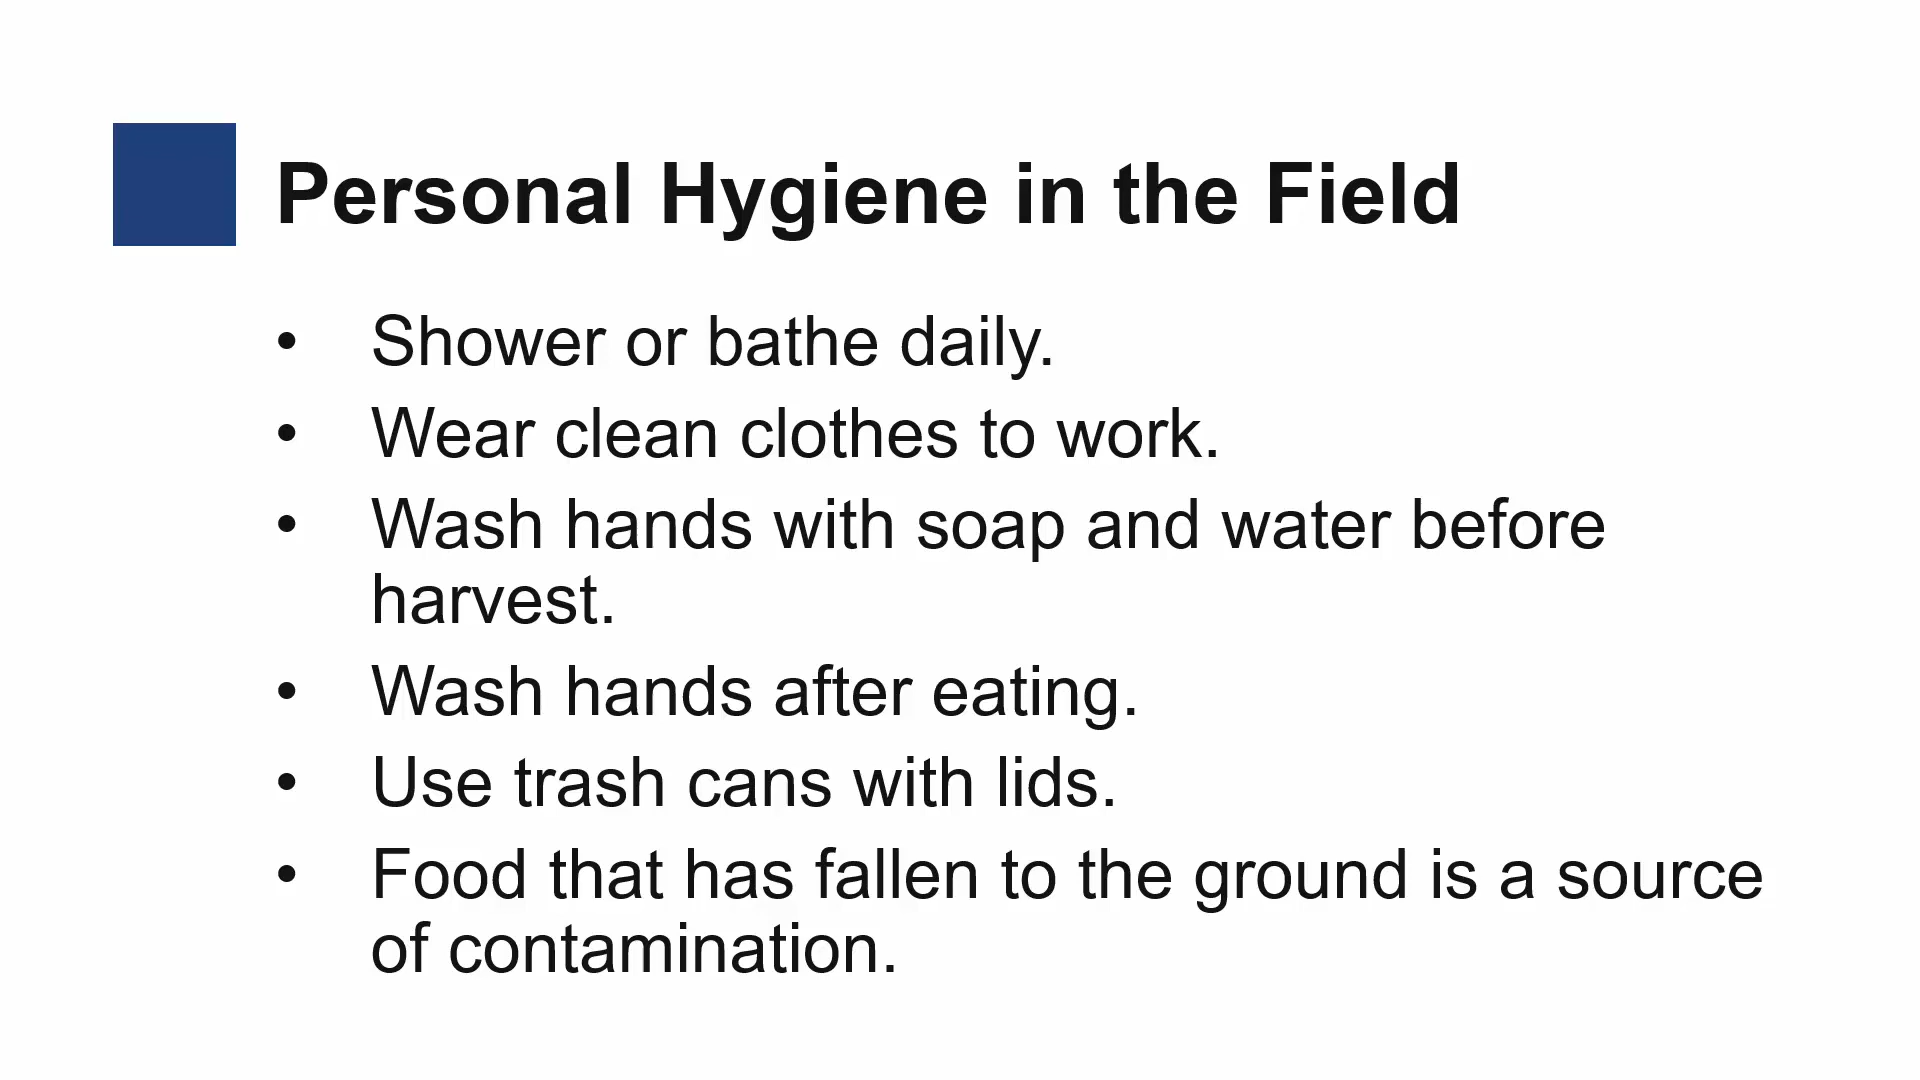 Personal Hygiene in the Field
• Shower or bathe daily.
• Wear clean clothes to work.
• Wash hands with soap and water before
harvest.
• Wash hands after eating.
• Use trash cans with lids.
• Food that has fallen to the ground is a source
of contamination.